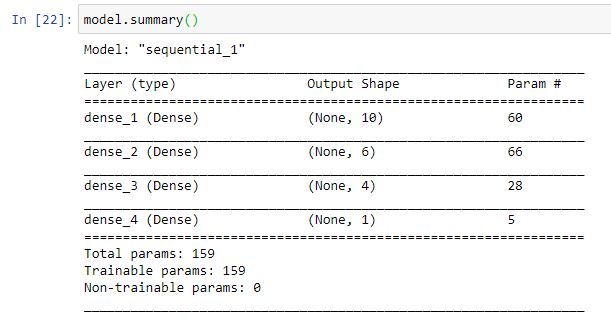 In [22]: model.summary()
Model: "sequential_1"
_________________________________________________________________
Layer (type)                 Output Shape              Param #
=================================================================
dense_1 (Dense)              (None, 10)                60
_________________________________________________________________
dense_2 (Dense)              (None, 6)                 66
_________________________________________________________________
dense_3 (Dense)              (None, 4)                 28
_________________________________________________________________
dense_4 (Dense)              (None, 1)                 5
=================================================================
Total params: 159
Trainable params: 159
Non-trainable params: 0
_________________________________________________________________